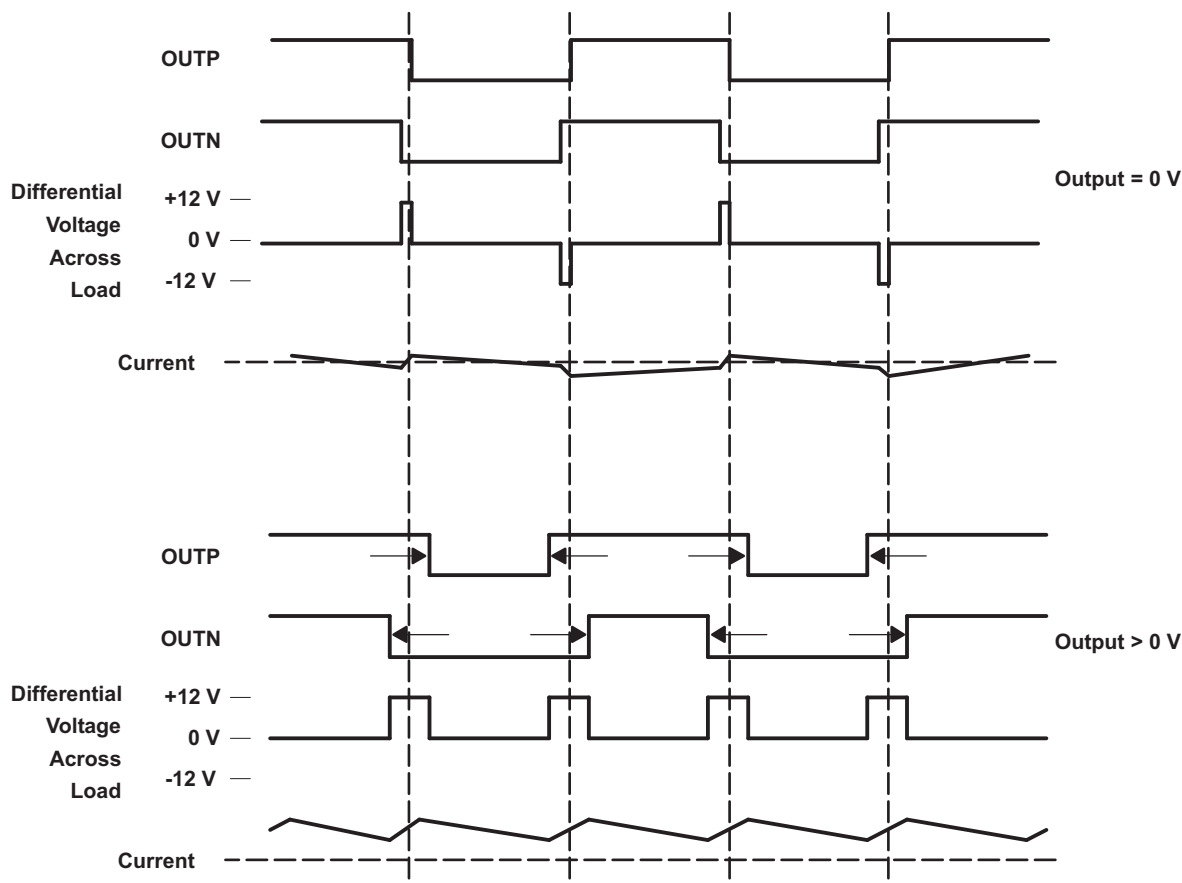 OUTP
OUTN
Output = 0 V
Differential
Voltage
Across
Load
+12 V
0 V
-12 V
Current
OUTP
OUTN
Output > 0 V
Differential
Voltage
Across
Load
+12 V
0 V
-12 V
Current